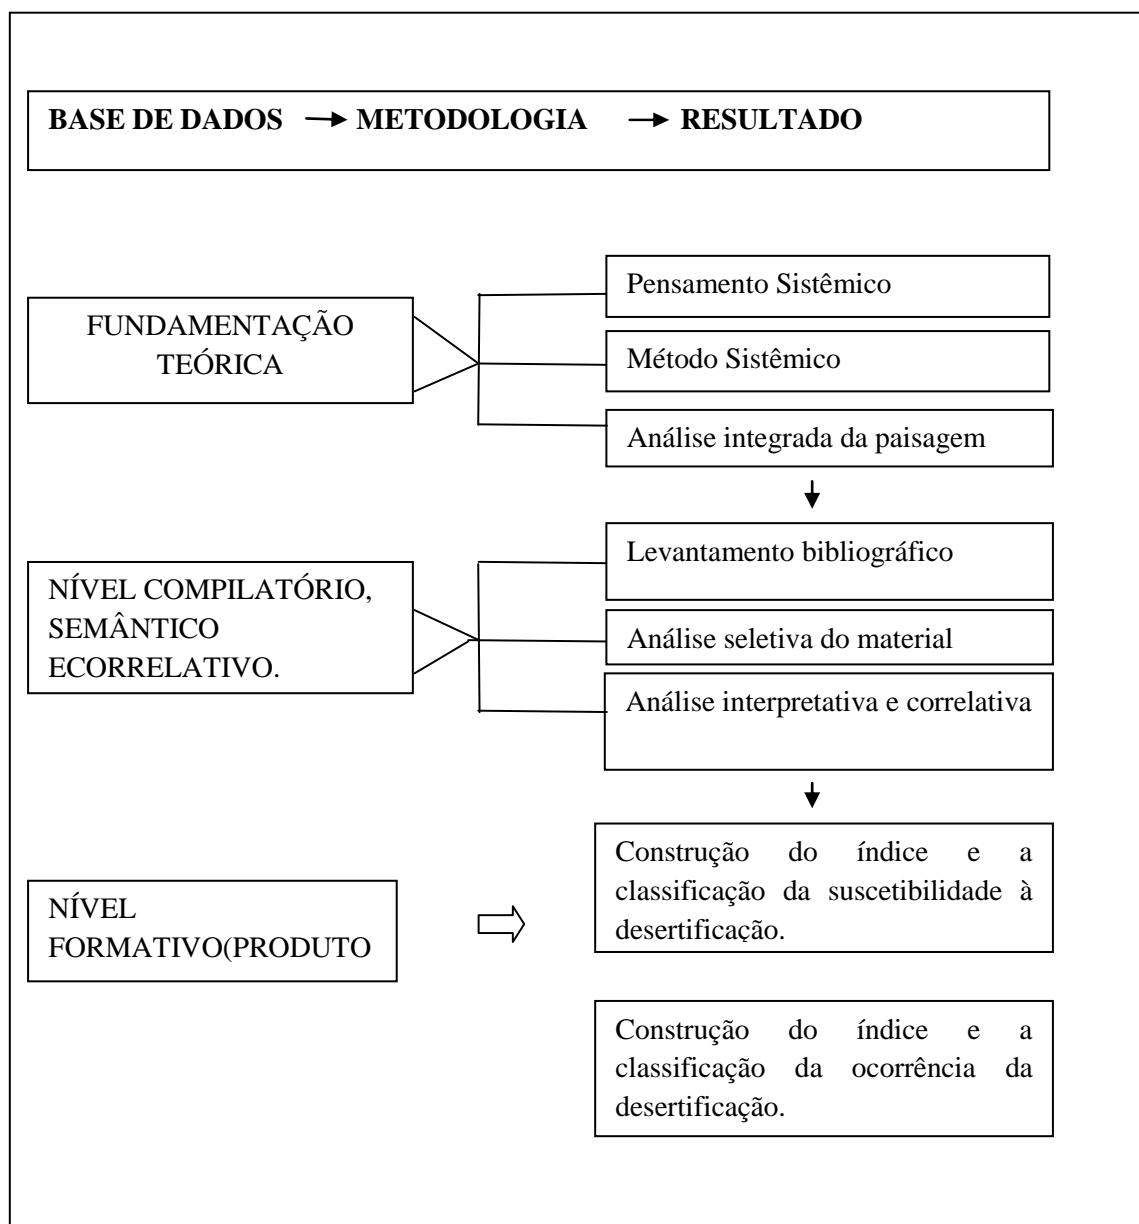 BASE DE DADOS → METODOLOGIA → RESULTADO
FUNDAMENTAÇÃO
TEÓRICA
Pensamento Sistêmico
Método Sistêmico
Análise integrada da paisagem
NÍVEL COMPILATÓRIO,
SEMÂNTICO
ECORRELATIVO.
Levantamento bibliográfico
Análise seletiva do material
Análise interpretativa e correlativa
NÍVEL
FORMATIVO(PRODUTO
Construção do índice e a
classificação da suscetibilidade à
desertificação.
Construção do índice e a
classificação da ocorrência da
desertificação.